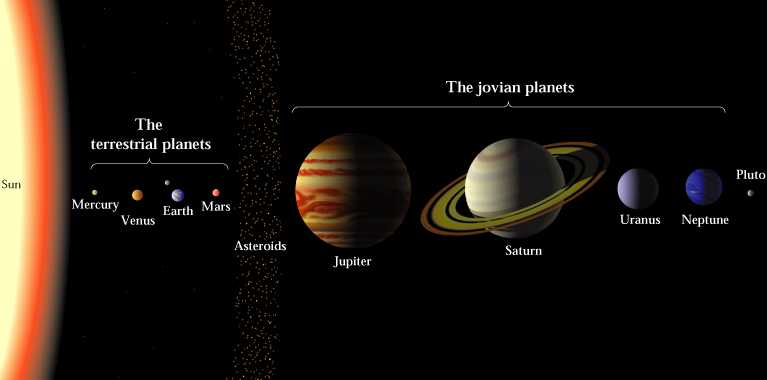 The jovian planets
The
terrestrial planets
Sun
Mercury
Venus
Earth
Mars
Asteroids
Jupiter
Saturn
Uranus
Neptune
Pluto